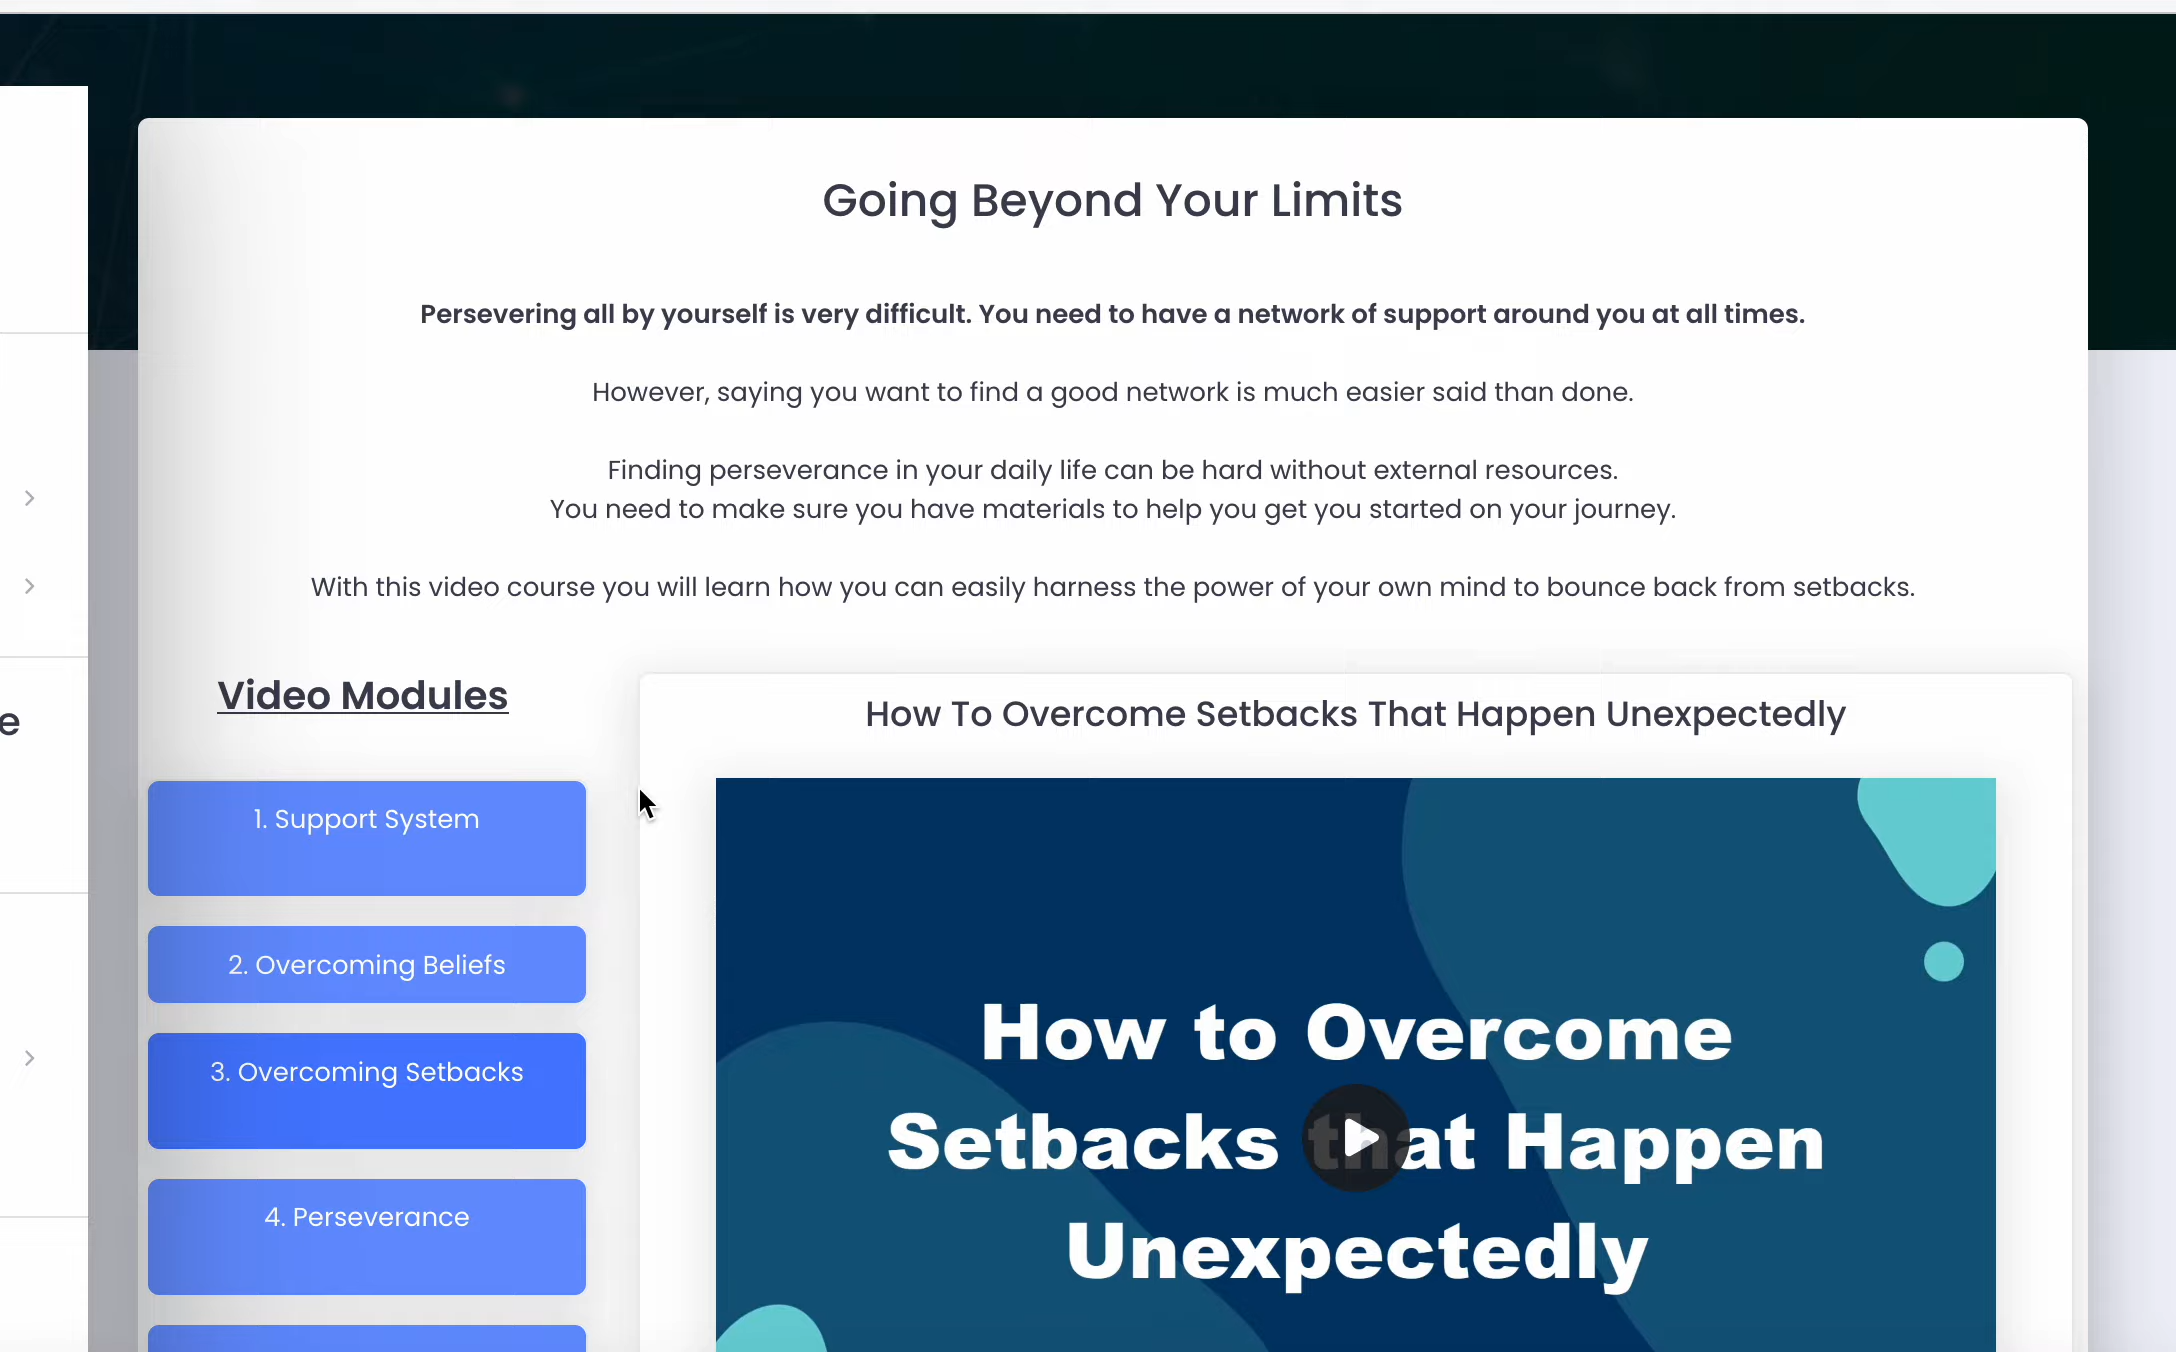 Going Beyond Your Limits
Persevering all by yourself is very difficult. You need to have a network of support around you at all times.
However, saying you want to find a good network is much easier said than done.
Finding perseverance in your daily life can be hard without external resources.
You need to make sure you have materials to help you get you started on your journey.
With this video course you will learn how you can easily harness the power of your own mind to bounce back from setbacks.
Video Modules
1. Support System
2. Overcoming Beliefs
3. Overcoming Setbacks
4. Perseverance
How To Overcome Setbacks That Happen Unexpectedly
How to Overcome
Setbacks that Happen
Unexpectedly